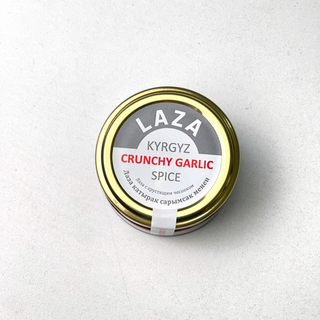 LAZA
KYRGYZ
CRUNCHY GARLIC
SPICE
Лаза с хрустящим чесноком
Лаза катырак сарымсак менен